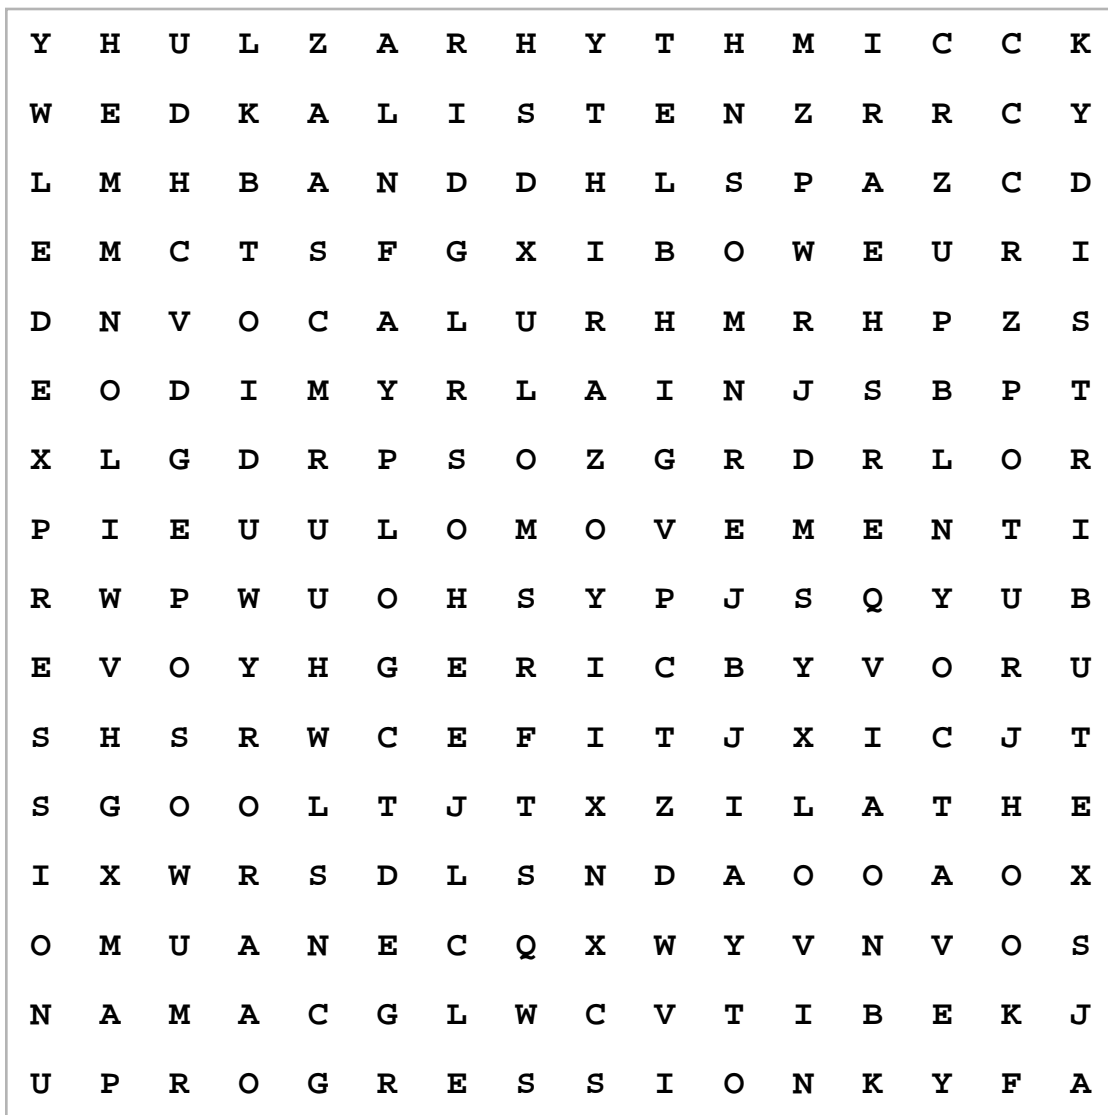 Y H U L Z A R H Y T H M I C C K
W E D K A L I S T E N Z R R C Y
L M H B A N D D H L S P A Z C D
E M C T S F G X I B O W E U R I
D N V O C A L U R H M R H P Z S
E O D I M Y R L A I N J S B P T
X L G D R P S O Z G R D R L O R
P I E U U L O M O V E M E N T I
R W P W U O H S Y P J S Q Y U B
E V O Y H G E R I C B Y V O R U
S H S R W C E F I T J X I C J T
S G O O L T J T X Z I L A T H E
I X W R S D L S N D A O O A O X
O M U A N E C Q X W Y V N V O S
N A M A C G L W C V T I B E K J
U P R O G R E S S I O N K Y F A